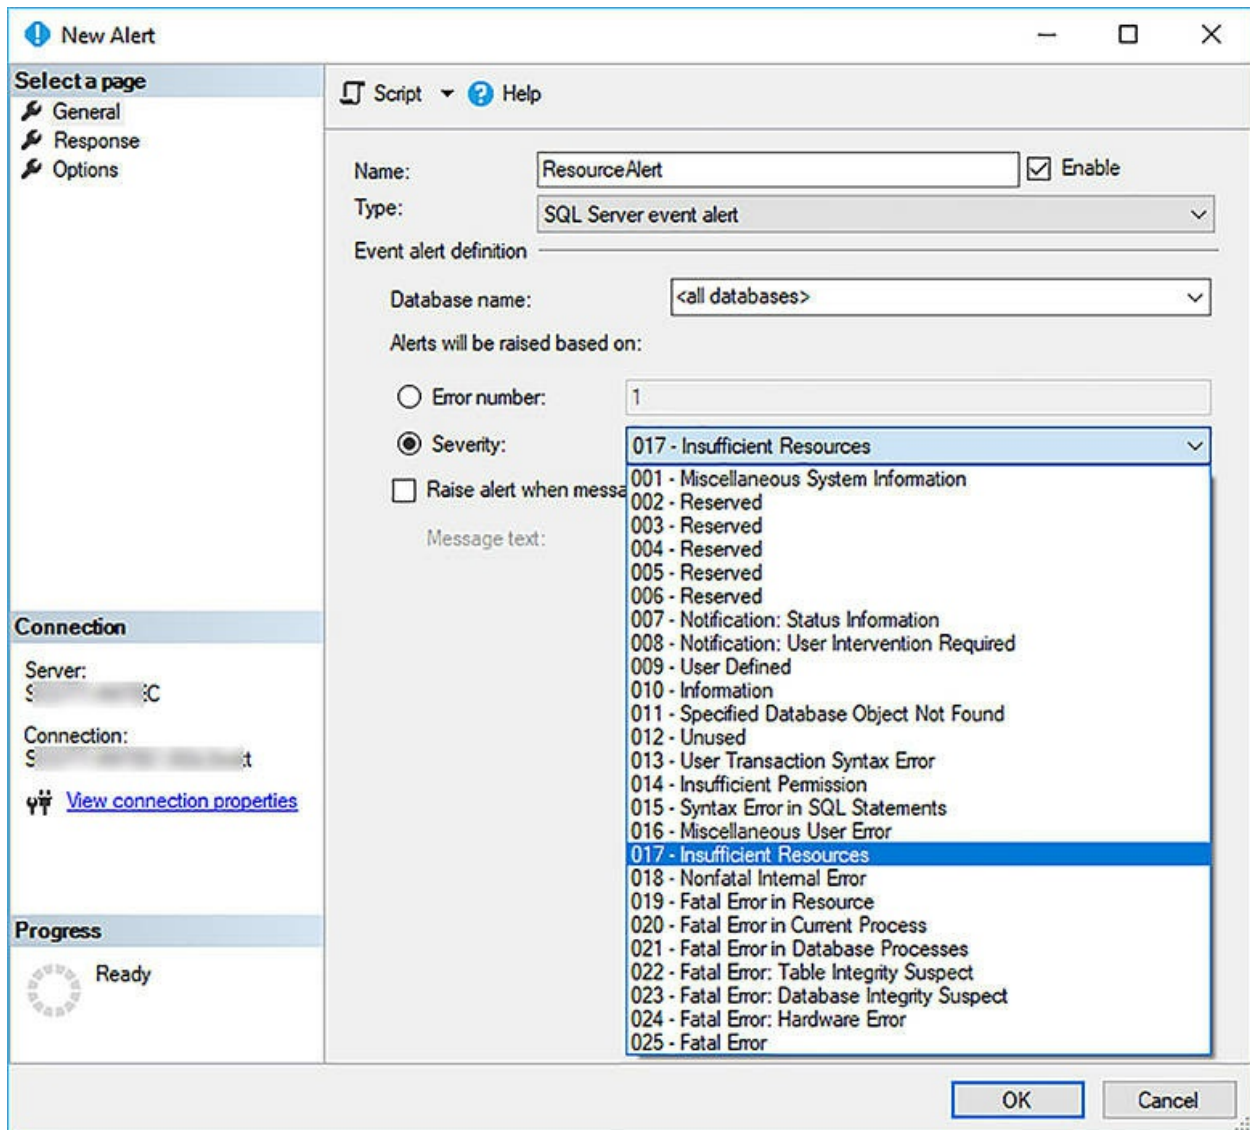 New Alert
Select a page
General
Response
Options
Script Help
Name: ResourceAlert Enable
Type: SQL Server event alert
Event alert definition
Database name: <all databases>
Alerts will be raised based on:
Error number: 1
Severity: 017 - Insufficient Resources
Raise alert when messa
Message text:
001 - Miscellaneous System Information
002 - Reserved
003 - Reserved
004 - Reserved
005 - Reserved
006 - Reserved
007 - Notification: Status Information
008 - Notification: User Intervention Required
009 - User Defined
010 - Information
011 - Specified Database Object Not Found
012 - Unused
013 - User Transaction Syntax Error
014 - Insufficient Permission
015 - Syntax Error in SQL Statements
016 - Miscellaneous User Error
017 - Insufficient Resources
018 - Nonfatal Internal Error
019 - Fatal Error in Resource
020 - Fatal Error in Current Process
021 - Fatal Error in Database Processes
022 - Fatal Error: Table Integrity Suspect
023 - Fatal Error: Database Integrity Suspect
024 - Fatal Error: Hardware Error
025 - Fatal Error
Connection
Server:
Connection:
View connection properties
Progress
Ready
OK Cancel